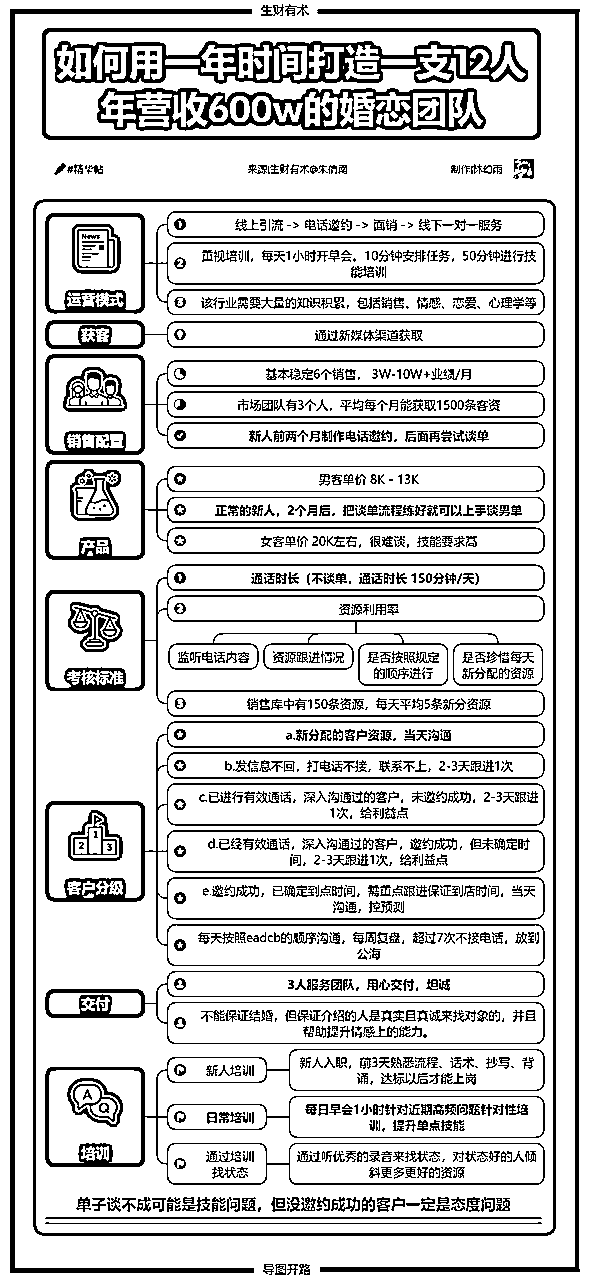 生财有术
如何用一年时间打造一支12人
年营收600w的婚恋团队
#精华帖
来源|生财有术@朱俏南
制作|林幻雨
News
运营模式
线上引流 -> 电话邀约 -> 面销 -> 线下一对一服务
重视培训，每天1小时开早会。10分钟安排任务，50分钟进行技
能培训
该行业需要大量的知识积累，包括销售、情感、恋爱、心理学等
获客
通过新媒体渠道获取
销售配置
基本稳定6个销售， 3W-10W+业绩/月
市场团队有3个人，平均每个月能获取1500条客资
新人前两个月制作电话邀约，后面再尝试谈单
产品
男客单价 8K - 13K
正常的新人，2个月后，把谈单流程练好就可以上手谈男单
女客单价 20K左右，很难谈，技能要求高
考核标准
通话时长（不谈单，通话时长 150分钟/天）
资源利用率
监听电话内容
资源跟进情况
是否按照规定
的顺序进行
是否珍惜每天
新分配的资源
销售库中有150条资源，每天平均5条新分资源
客户分级
a.新分配的客户资源，当天沟通
b.发信息不回，打电话不接，联系不上，2-3天跟进1次
c.已进行有效通话，深入沟通过的客户，未邀约成功，2-3天跟进
1次，给利益点
d.已经有效通话，深入沟通过的客户，邀约成功，但未确定时
间，2-3天跟进1次，给利益点
e.邀约成功，已确定到点时间，需重点跟进保证到店时间，当天
沟通，控预测
每天按照eadcb的顺序沟通，每周复盘，超过7次不接电话，放到
公海
交付
3人服务团队，用心交付，坦诚
不能保证结婚，但保证介绍的人是真实且真诚来找对象的，并且
帮助提升情感上的能力。
培训
新人培训
新人入职，前3天熟悉流程、话术、抄写、背
诵，达标以后才能上岗
日常培训
每日早会1小时针对近期高频问题针对性培
训，提升单点技能
通过培训
找状态
通过听优秀的录音来找状态，对状态好的人倾
斜更多更好的资源
单子谈不成可能是技能问题，但没邀约成功的客户一定是态度问题
导图开路